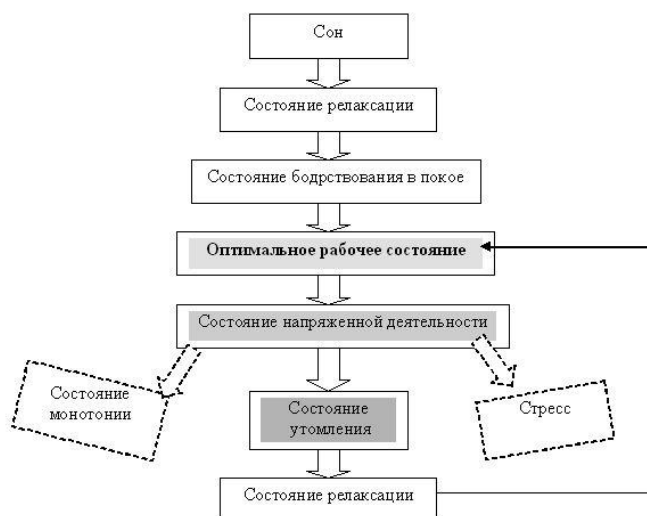 Сон
Состояние релаксации
Состояние бодрствования в покое
Оптимальное рабочее состояние
Состояние напряженной деятельности
Состояние
монотонии
Состояние
утомления
Стресс
Состояние релаксации